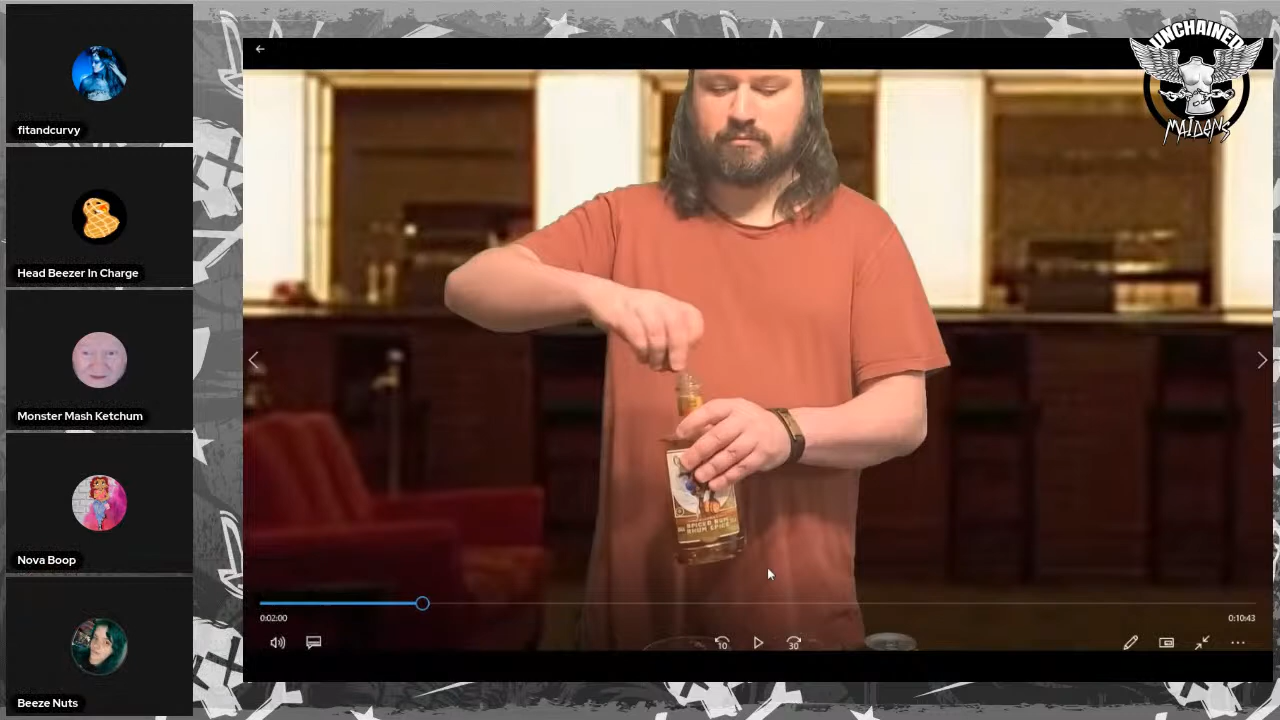 fitandcurvy
Head Beezer In Charge
Monster Mash Ketchum
Nova Boop
Beeze Nuts
UNCHAINED
MAIDENS
SPICED RUM
RHUM ÉPICÉ
0:02:00
0:10:43
10
30